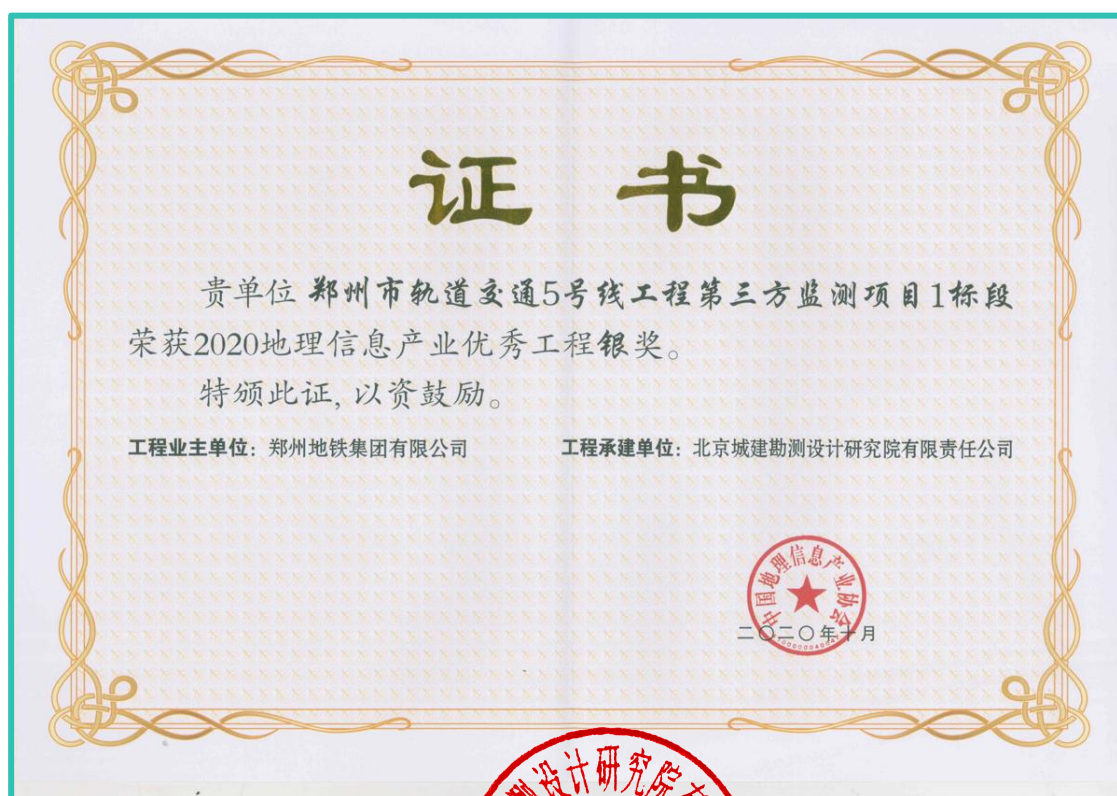 证 书
贵单位 郑州市轨道交通5号线工程第三方监测项目1标段
荣获2020地理信息产业优秀工程银奖。
特颁此证,以资鼓励。
工程业主单位：郑州地铁集团有限公司 工程承建单位：北京城建勘测设计研究院有限责任公司
中国地理信息产业协会
二〇二〇年十月
测设计研究院有